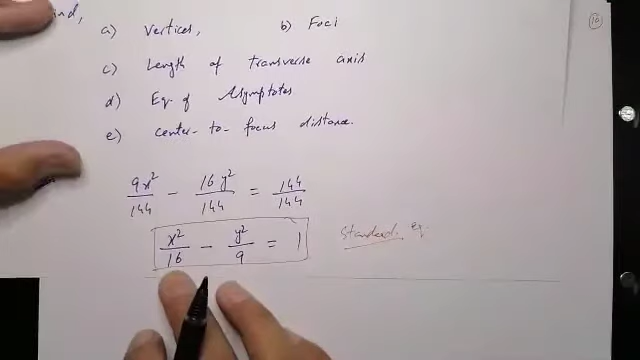 ind,
a) Vertices, b) Foci
c) Length of transverse axis
d) Eq. of Asymptotes
e) center-to-focus distance.
9x²/144 - 16y²/144 = 144/144
x²/16 - y²/9 = 1 Standard. eq.